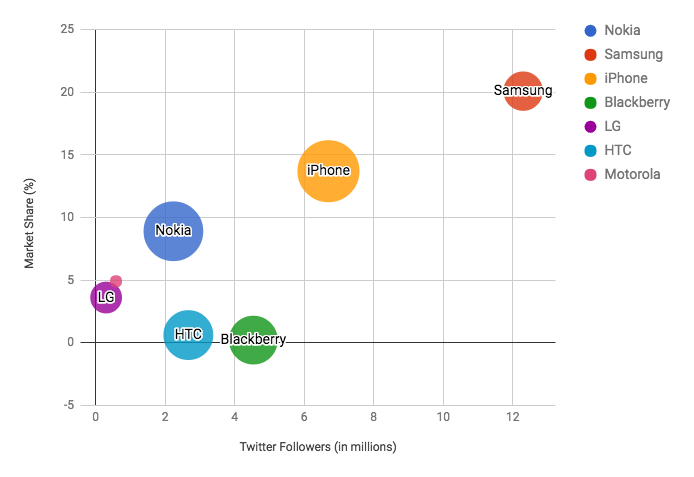 25
20
15
10
5
0
-5
Market Share (%)
Samsung
iPhone
Nokia
LG
HTC
Blackberry
0 2 4 6 8 10 12
Twitter Followers (in millions)
Nokia
Samsung
iPhone
Blackberry
LG
HTC
Motorola